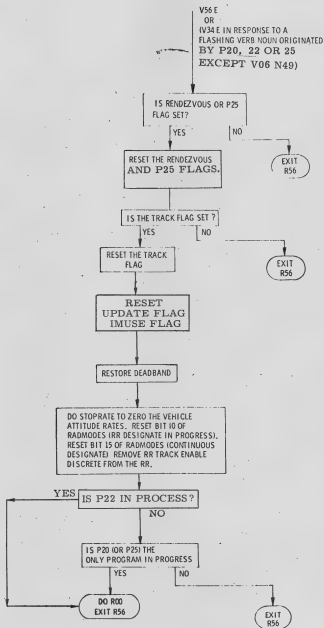 V56 E
OR
(V34 E IN RESPONSE TO A
FLASHING VERB NOUN ORIGINATED
BY P20, 22 OR 25
EXCEPT V06 N49)
IS RENDEZVOUS OR P25
FLAG SET?
YES
NO
EXIT
R56
RESET THE RENDEZVOUS
AND P25 FLAGS.
IS THE TRACK FLAG SET ?
YES
NO
RESET THE TRACK
FLAG
EXIT
R56
RESET
UPDATE FLAG
IMUSE FLAG
RESTORE DEADBAND
DO STOPRATE TO ZERO THE VEHICLE
ATTITUDE RATES. RESET BIT 10 OF
RADMODES (RR DESIGNATE IN PROGRESS).
RESET BIT 15 OF RADMODES (CONTINUOUS
DESIGNATE) REMOVE RR TRACK ENABLE
DISCRETE FROM THE RR.
YES
IS P22 IN PROCESS ?
NO
IS P20 (OR P25) THE
ONLY PROGRAM IN PROGRESS
YES
NO
DO R00
EXIT R56
EXIT
R56